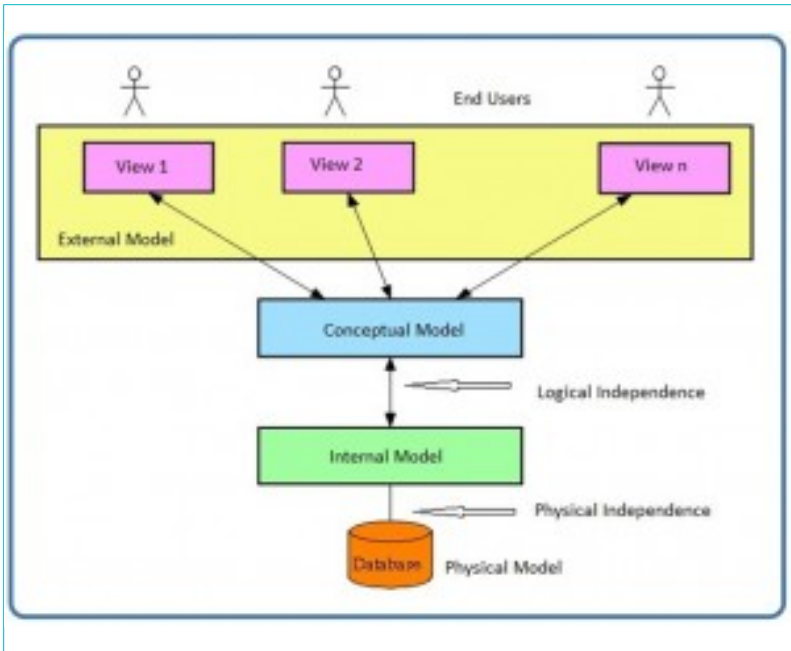 End Users
View 1
View 2
View n
External Model
Conceptual Model
Logical Independence
Internal Model
Physical Independence
Database
Physical Model